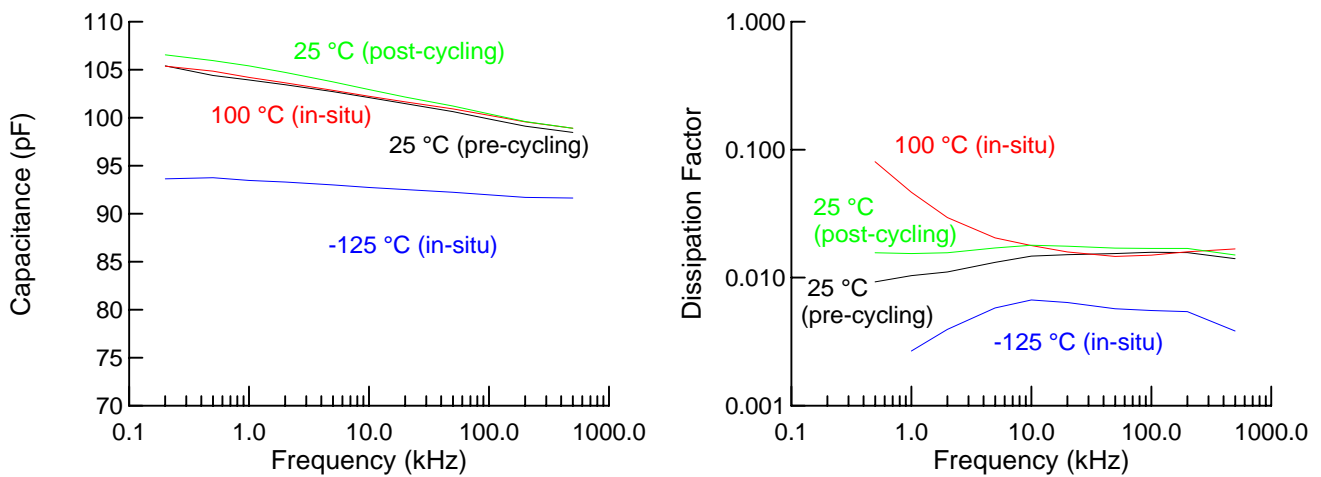 110
105
100
95
90
85
80
75
70
Capacitance (pF)
25 °C (post-cycling)
100 °C (in-situ)
25 °C (pre-cycling)
-125 °C (in-situ)
0.1
1.0
10.0
100.0
1000.0
Frequency (kHz)
1.000
0.100
0.010
0.001
Dissipation Factor
100 °C (in-situ)
25 °C
(post-cycling)
25 °C
(pre-cycling)
-125 °C (in-situ)
0.1
1.0
10.0
100.0
1000.0
Frequency (kHz)